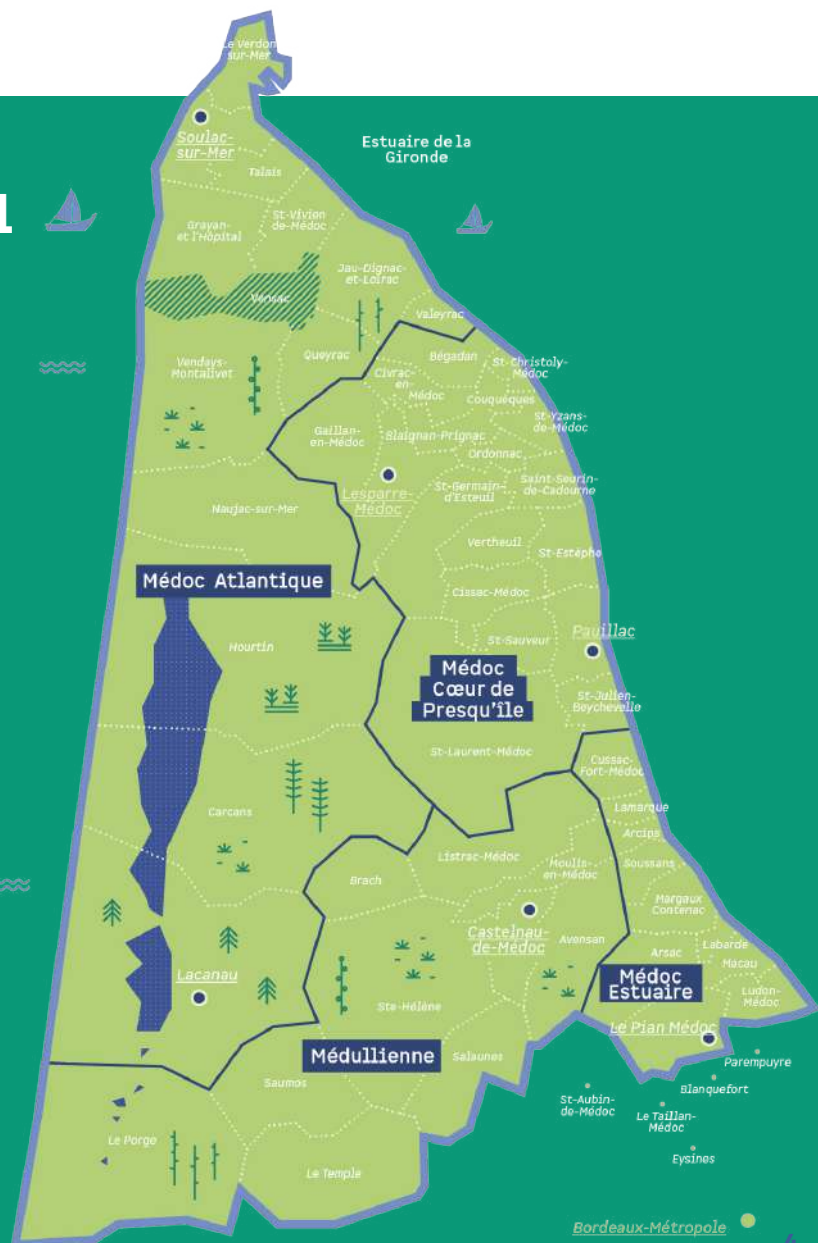 Le Verdon
sur-Mer
Soulac-
sur-Mer
Estuaire de la
Gironde
Talais
1
St-Vivien
de-Médoc
Grayan-
et l'Hôpital
Jau-Dignac-
et-Loirac
Vensac
Valeyrac
Queyrac
Bégadan
Vendays-
Montalivet
St-Christoly-
Médoc
Civrac-
en-
Médoc
Couquèques
St-Yzans-
de-Médoc
Gaillan-
en-Médoc
Blaignan-Prignac
Ordonnac
Lesparre-
Médoc
St-Germain-
d'Esteuil
Saint-Seurin-
de-Cadourne
Naujac-sur-Mer
Vertheuil
St-Estèphe
Médoc Atlantique
Cissac-Médoc
Hourtin
St-Sauveur
Pauillac
Médoc
Cœur de
Presqu'île
St-Julien-
Beychevelle
St-Laurent-Médoc
Cussac-
Fort-Médoc
Lamarque
Carcans
Arcins
Listrac-Médoc
Moulis-
en-Médoc
Soussans
Brach
Margaux
Contenac
Castelnau-
de-Médoc
Avensan
Arsac
Labarde
Macau
Lacanau
Médoc
Estuaire
Ludon-
Médoc
Ste-Hélène
Le Pian Médoc
Médullienne
Salaunes
Parempuyre
Saumos
Blanquefort
St-Aubin-
de-Médoc
Le Taillan-
Médoc
Le Porge
Eysines
Le Temple
Bordeaux-Métropole